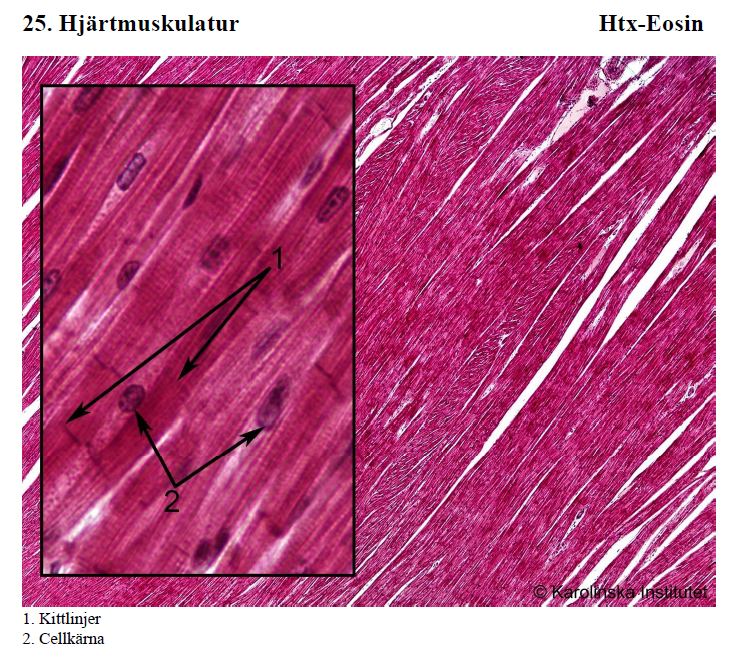 25. Hjärtmuskulatur Htx-Eosin
1
2
© Karolinska Institutet
1. Kittlinjer
2. Cellkärna